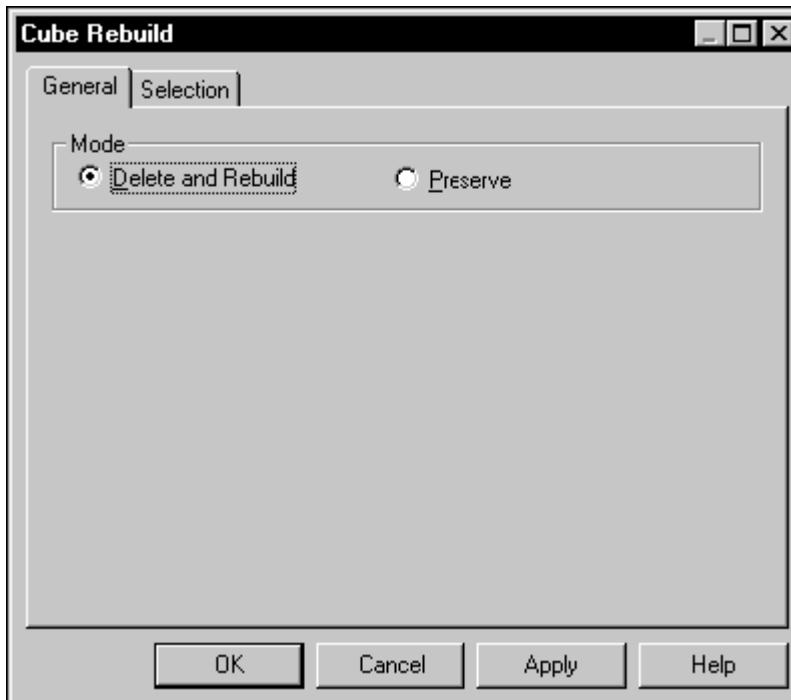 Cube Rebuild
General Selection
Mode
Delete and Rebuild Preserve
OK Cancel Apply Help